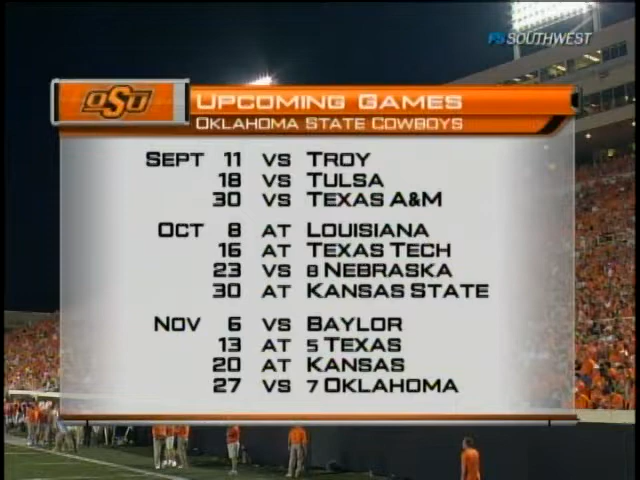 FS SOUTHWEST
OSU
UPCOMING GAMES
OKLAHOMA STATE COWBOYS
SEPT 11 VS TROY
18 VS TULSA
30 VS TEXAS A&M
OCT 8 AT LOUISIANA
16 AT TEXAS TECH
23 VS 8 NEBRASKA
30 AT KANSAS STATE
NOV 6 VS BAYLOR
13 AT 5 TEXAS
20 AT KANSAS
27 VS 7 OKLAHOMA